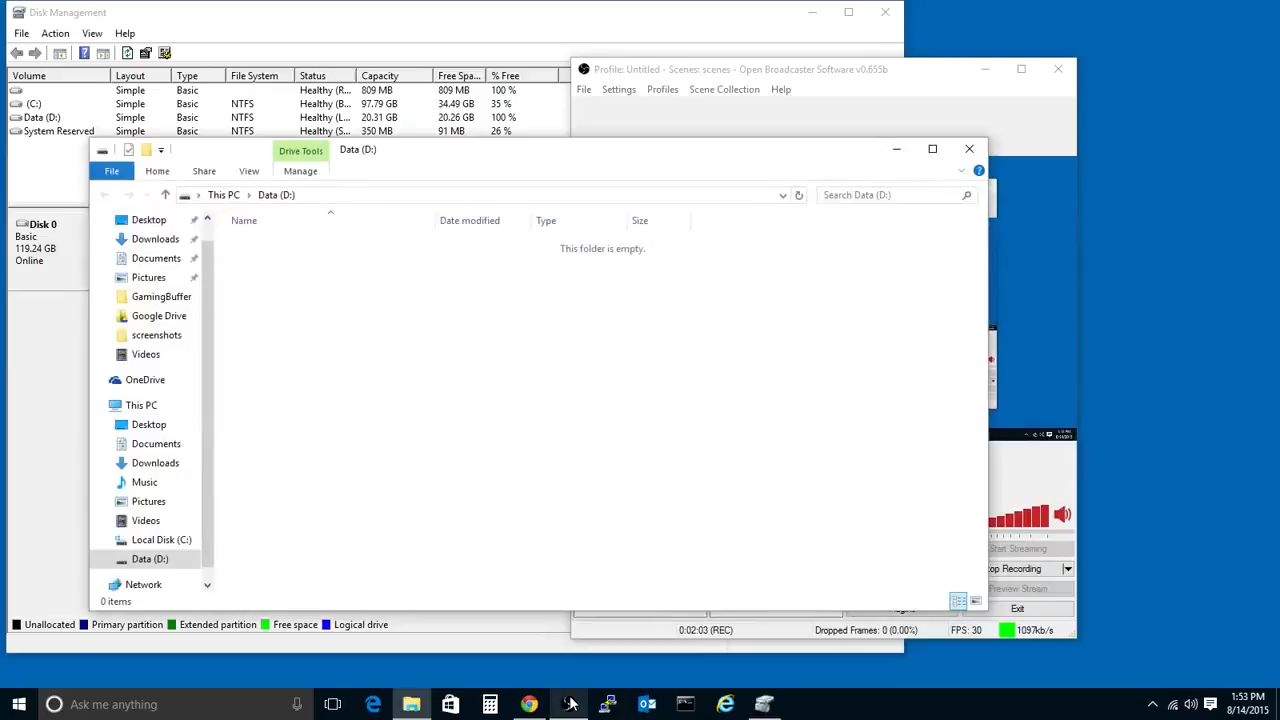 Disk Management
File Action View Help
Volume Layout Type File System Status Capacity Free Spa... % Free
Simple Basic Healthy (R... 809 MB 809 MB 100 %
(C:) Simple Basic NTFS Healthy (B... 97.79 GB 34.49 GB 35 %
Data (D:) Simple Basic NTFS Healthy (L... 20.31 GB 20.26 GB 100 %
System Reserved Simple Basic NTFS Healthy (S... 350 MB 91 MB 26 %
Disk 0
Basic
119.24 GB
Online
Unallocated Primary partition Extended partition Free space Logical drive
Profile: Untitled - Scenes: scenes - Open Broadcaster Software v0.655b
File Settings Profiles Scene Collection Help
Start Streaming
op Recording
Preview Stream
Exit
0:02:03 (REC) Dropped Frames: 0 (0.00%) FPS: 30 1097kb/s
Drive Tools Data (D:)
File Home Share View Manage
This PC Data (D:) Search Data (D:)
Name Date modified Type Size
This folder is empty.
Desktop
Downloads
Documents
Pictures
GamingBuffer
Google Drive
screenshots
Videos
OneDrive
This PC
Desktop
Documents
Downloads
Music
Pictures
Videos
Local Disk (C:)
Data (D:)
Network
0 items
Ask me anything
1:53 PM
8/14/2015